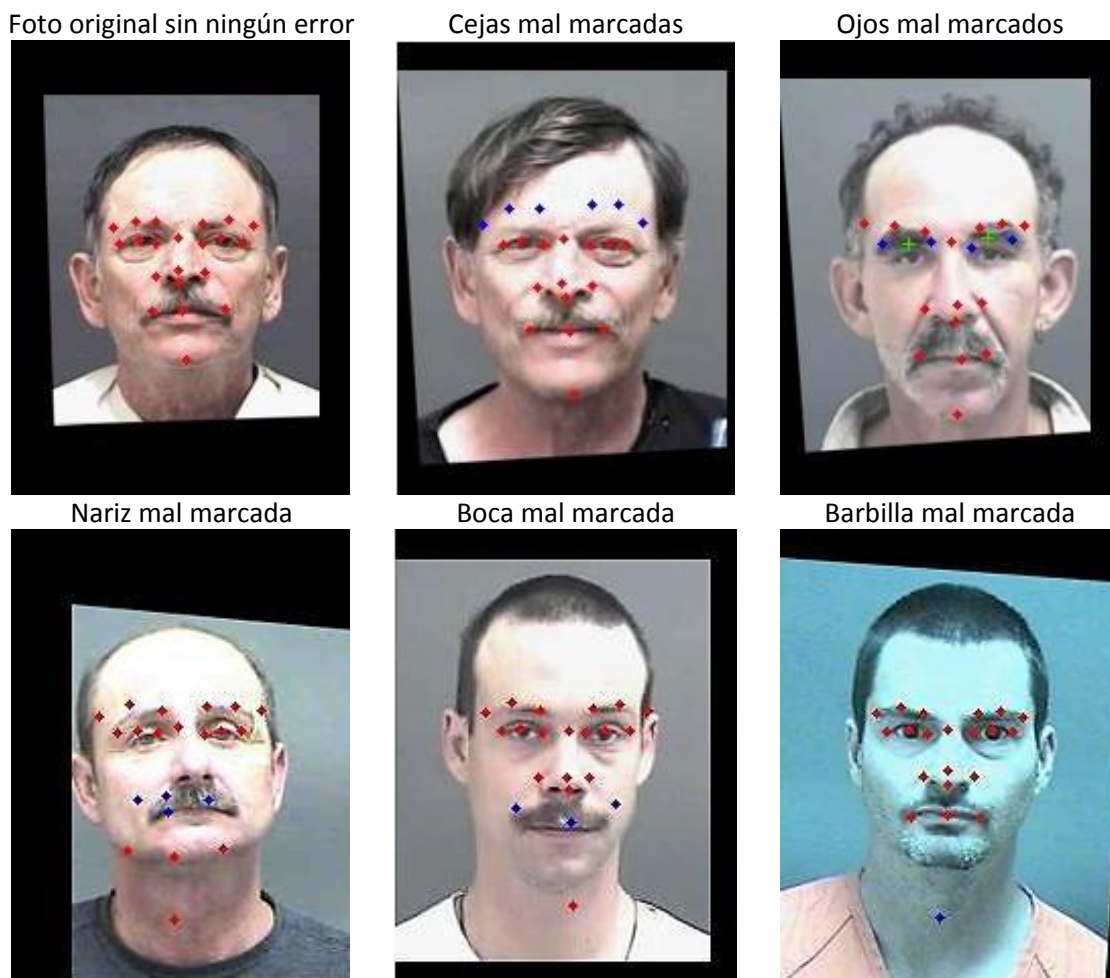 Foto original sin ningún error
Cejas mal marcadas
Ojos mal marcados
Nariz mal marcada
Boca mal marcada
Barbilla mal marcada